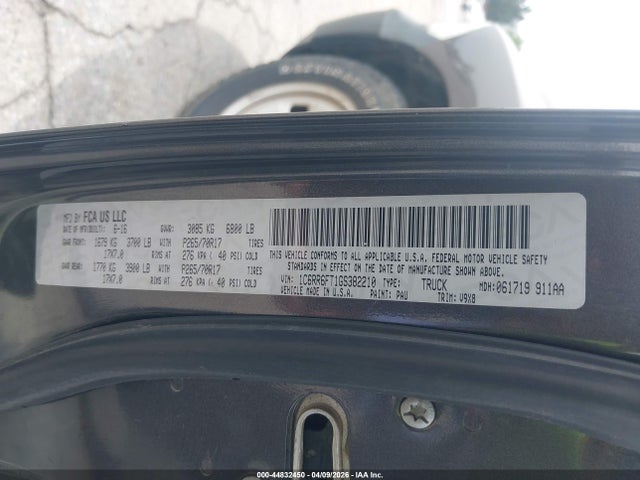 DESTINATION
MFD BY FCA US LLC
DATE OF MFR(BUILT): 6-16 GVWR: 3085 KG 6800 LB
GAWR FRONT: 1679 KG 3700 LB P265/70R17 TIRES
17X7.0 RIMS AT 276 KPA ( 40 PSI) COLD
GAWR REAR: 1770 KG 3900 LB P265/70R17 TIRES
17X7.0 RIMS AT 276 KPA ( 40 PSI) COLD
THIS VEHICLE CONFORMS TO ALL APPLICABLE U.S.A. FEDERAL MOTOR VEHICLE SAFETY
STANDARDS IN EFFECT ON THE DATE OF MANUFACTURE SHOWN ABOVE.
VIN: 1C6RR6FT1GS382210 TYPE: TRUCK MDH: 061719 911AA
VEHICLE MADE IN U.S.A. PAINT: PAU TRIM: V9X8
000-44832450 - 04/09/2026 - IAA Inc.